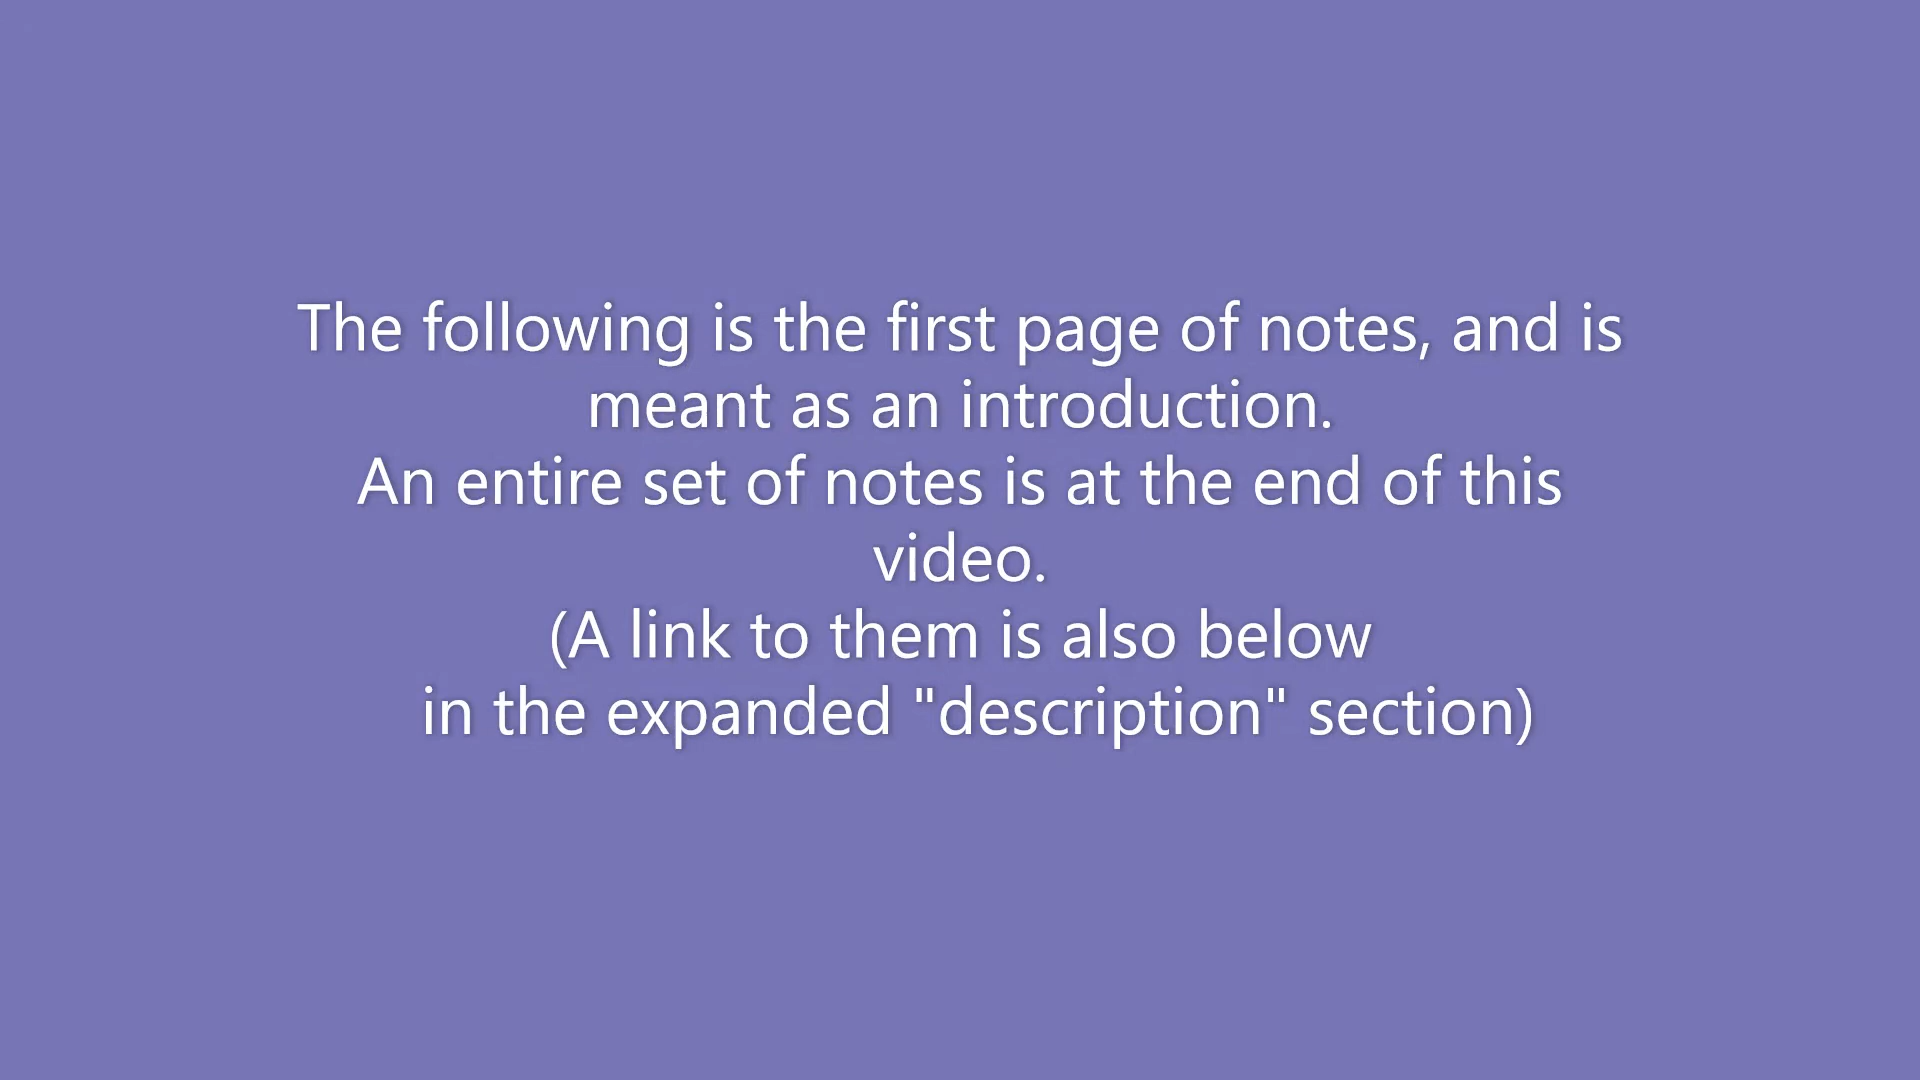 The following is the first page of notes, and is
meant as an introduction.
An entire set of notes is at the end of this
video.
(A link to them is also below
in the expanded "description" section)